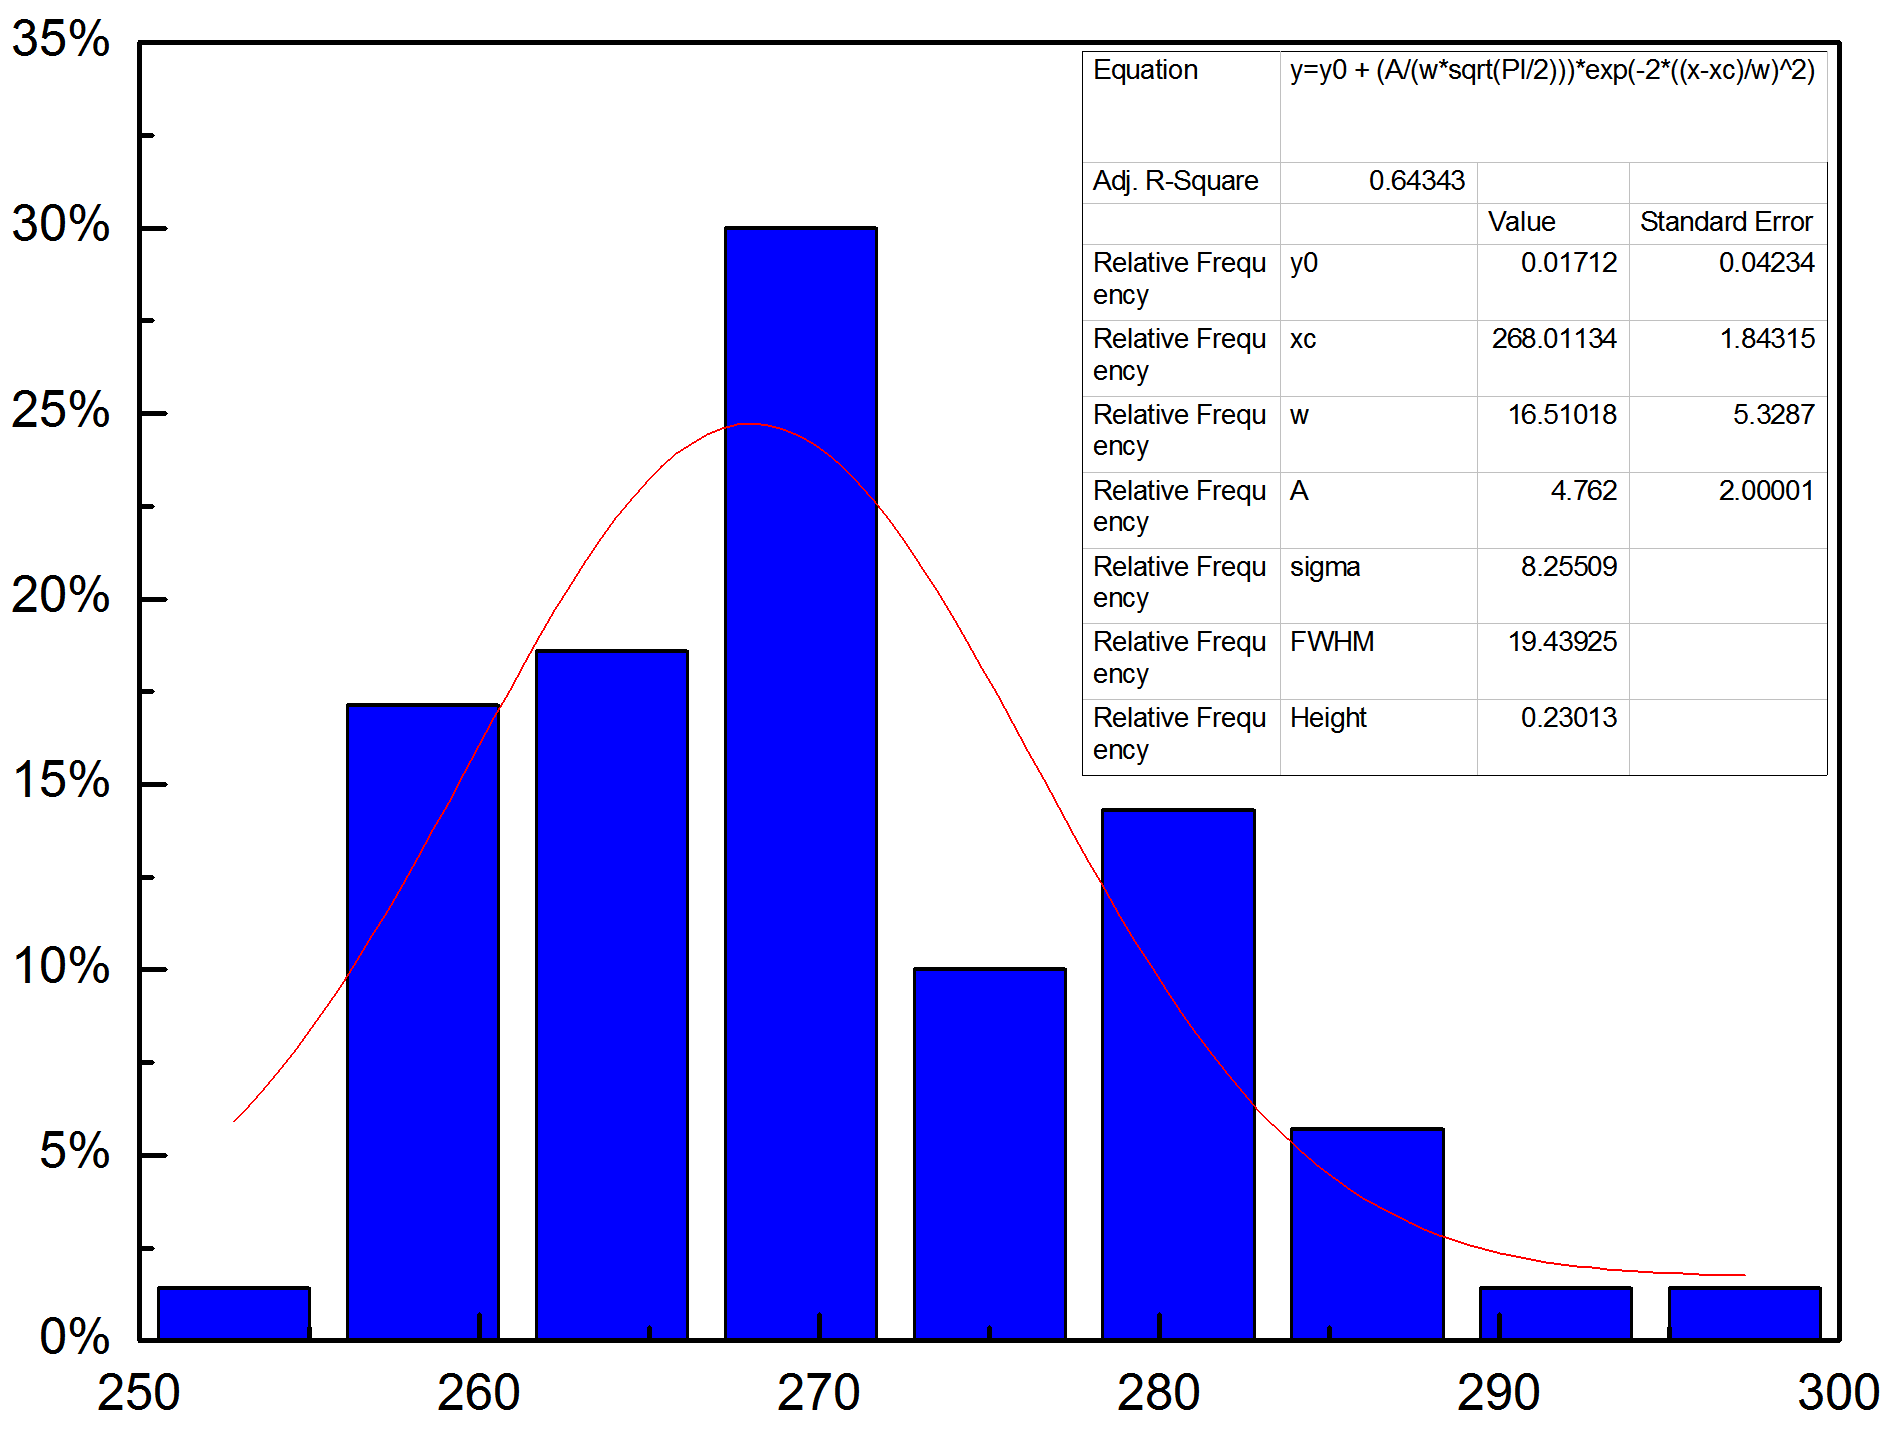 35%
30%
25%
20%
15%
10%
5%
0%
250 260 270 280 290 300
Equation y=y0 + (A/(w*sqrt(PI/2)))*exp(-2*((x-xc)/w)^2)
Adj. R-Square 0.64343
Value Standard Error
Relative Frequ y0 0.01712 0.04234
ency
Relative Frequ xc 268.01134 1.84315
ency
Relative Frequ w 16.51018 5.3287
ency
Relative Frequ A 4.762 2.00001
ency
Relative Frequ sigma 8.25509
ency
Relative Frequ FWHM 19.43925
ency
Relative Frequ Height 0.23013
ency